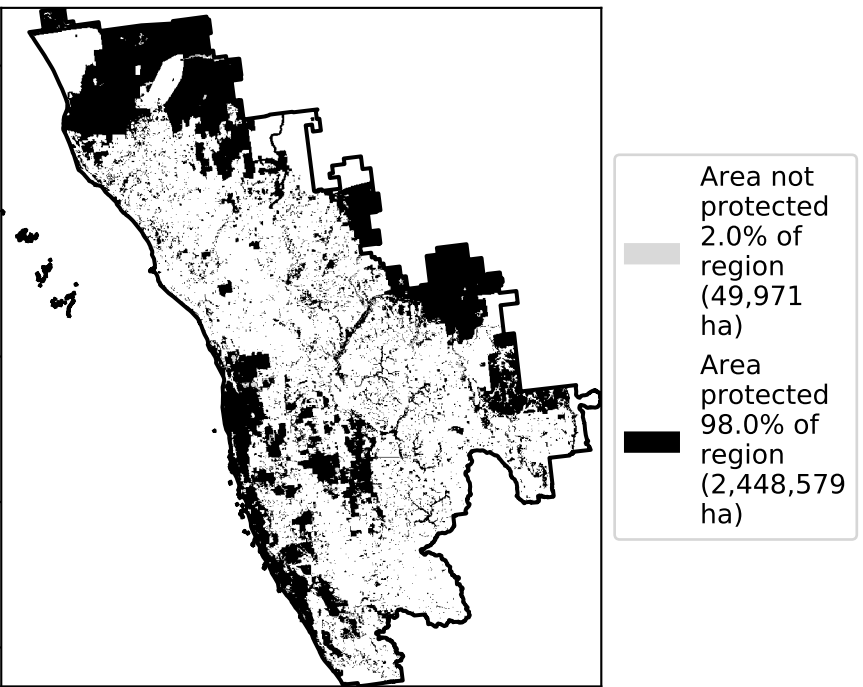 Area not
protected
2.0% of
region
(49,971
ha)
Area
protected
98.0% of
region
(2,448,579
ha)